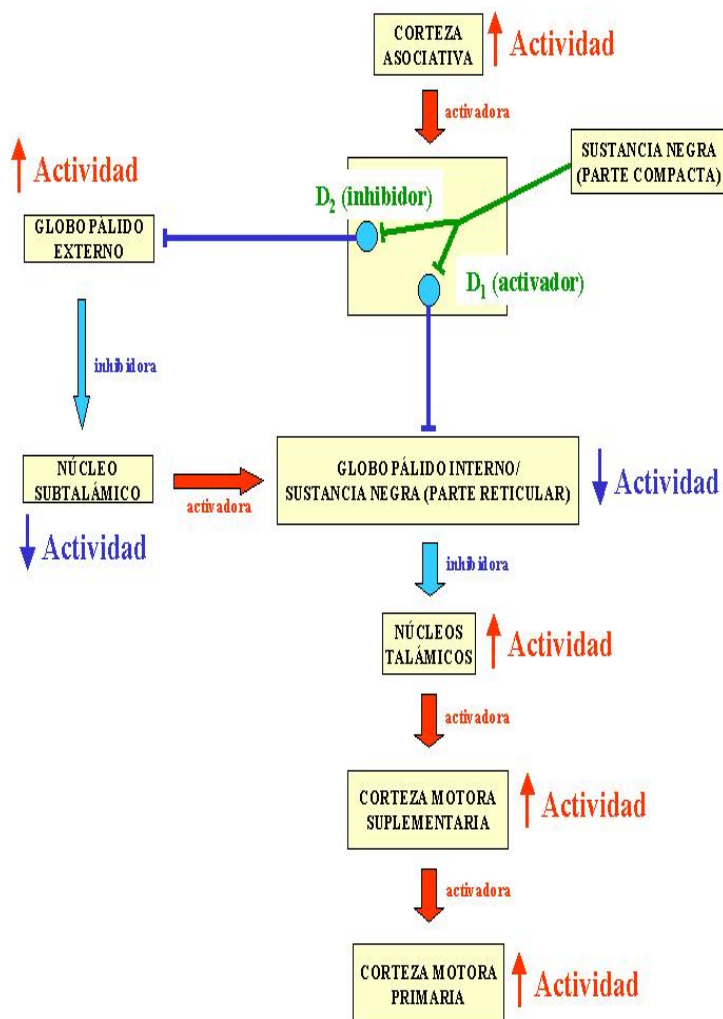 CORTEZA
ASOCIATIVA
Actividad
activadora
Actividad
SUSTANCIA NEGRA
(PARTE COMPACTA)
D2 (inhibidor)
GLOBO PÁLIDO
EXTERNO
D1 (activador)
inhibidora
NÚCLEO
SUBTALÁMICO
activadora
GLOBO PÁLIDO INTERNO/
SUSTANCIA NEGRA (PARTE RETICULAR)
Actividad
Actividad
inhibidora
NÚCLEOS
TALÁMICOS
Actividad
activadora
CORTEZA MOTORA
SUPLEMENTARIA
Actividad
activadora
CORTEZA MOTORA
PRIMARIA
Actividad